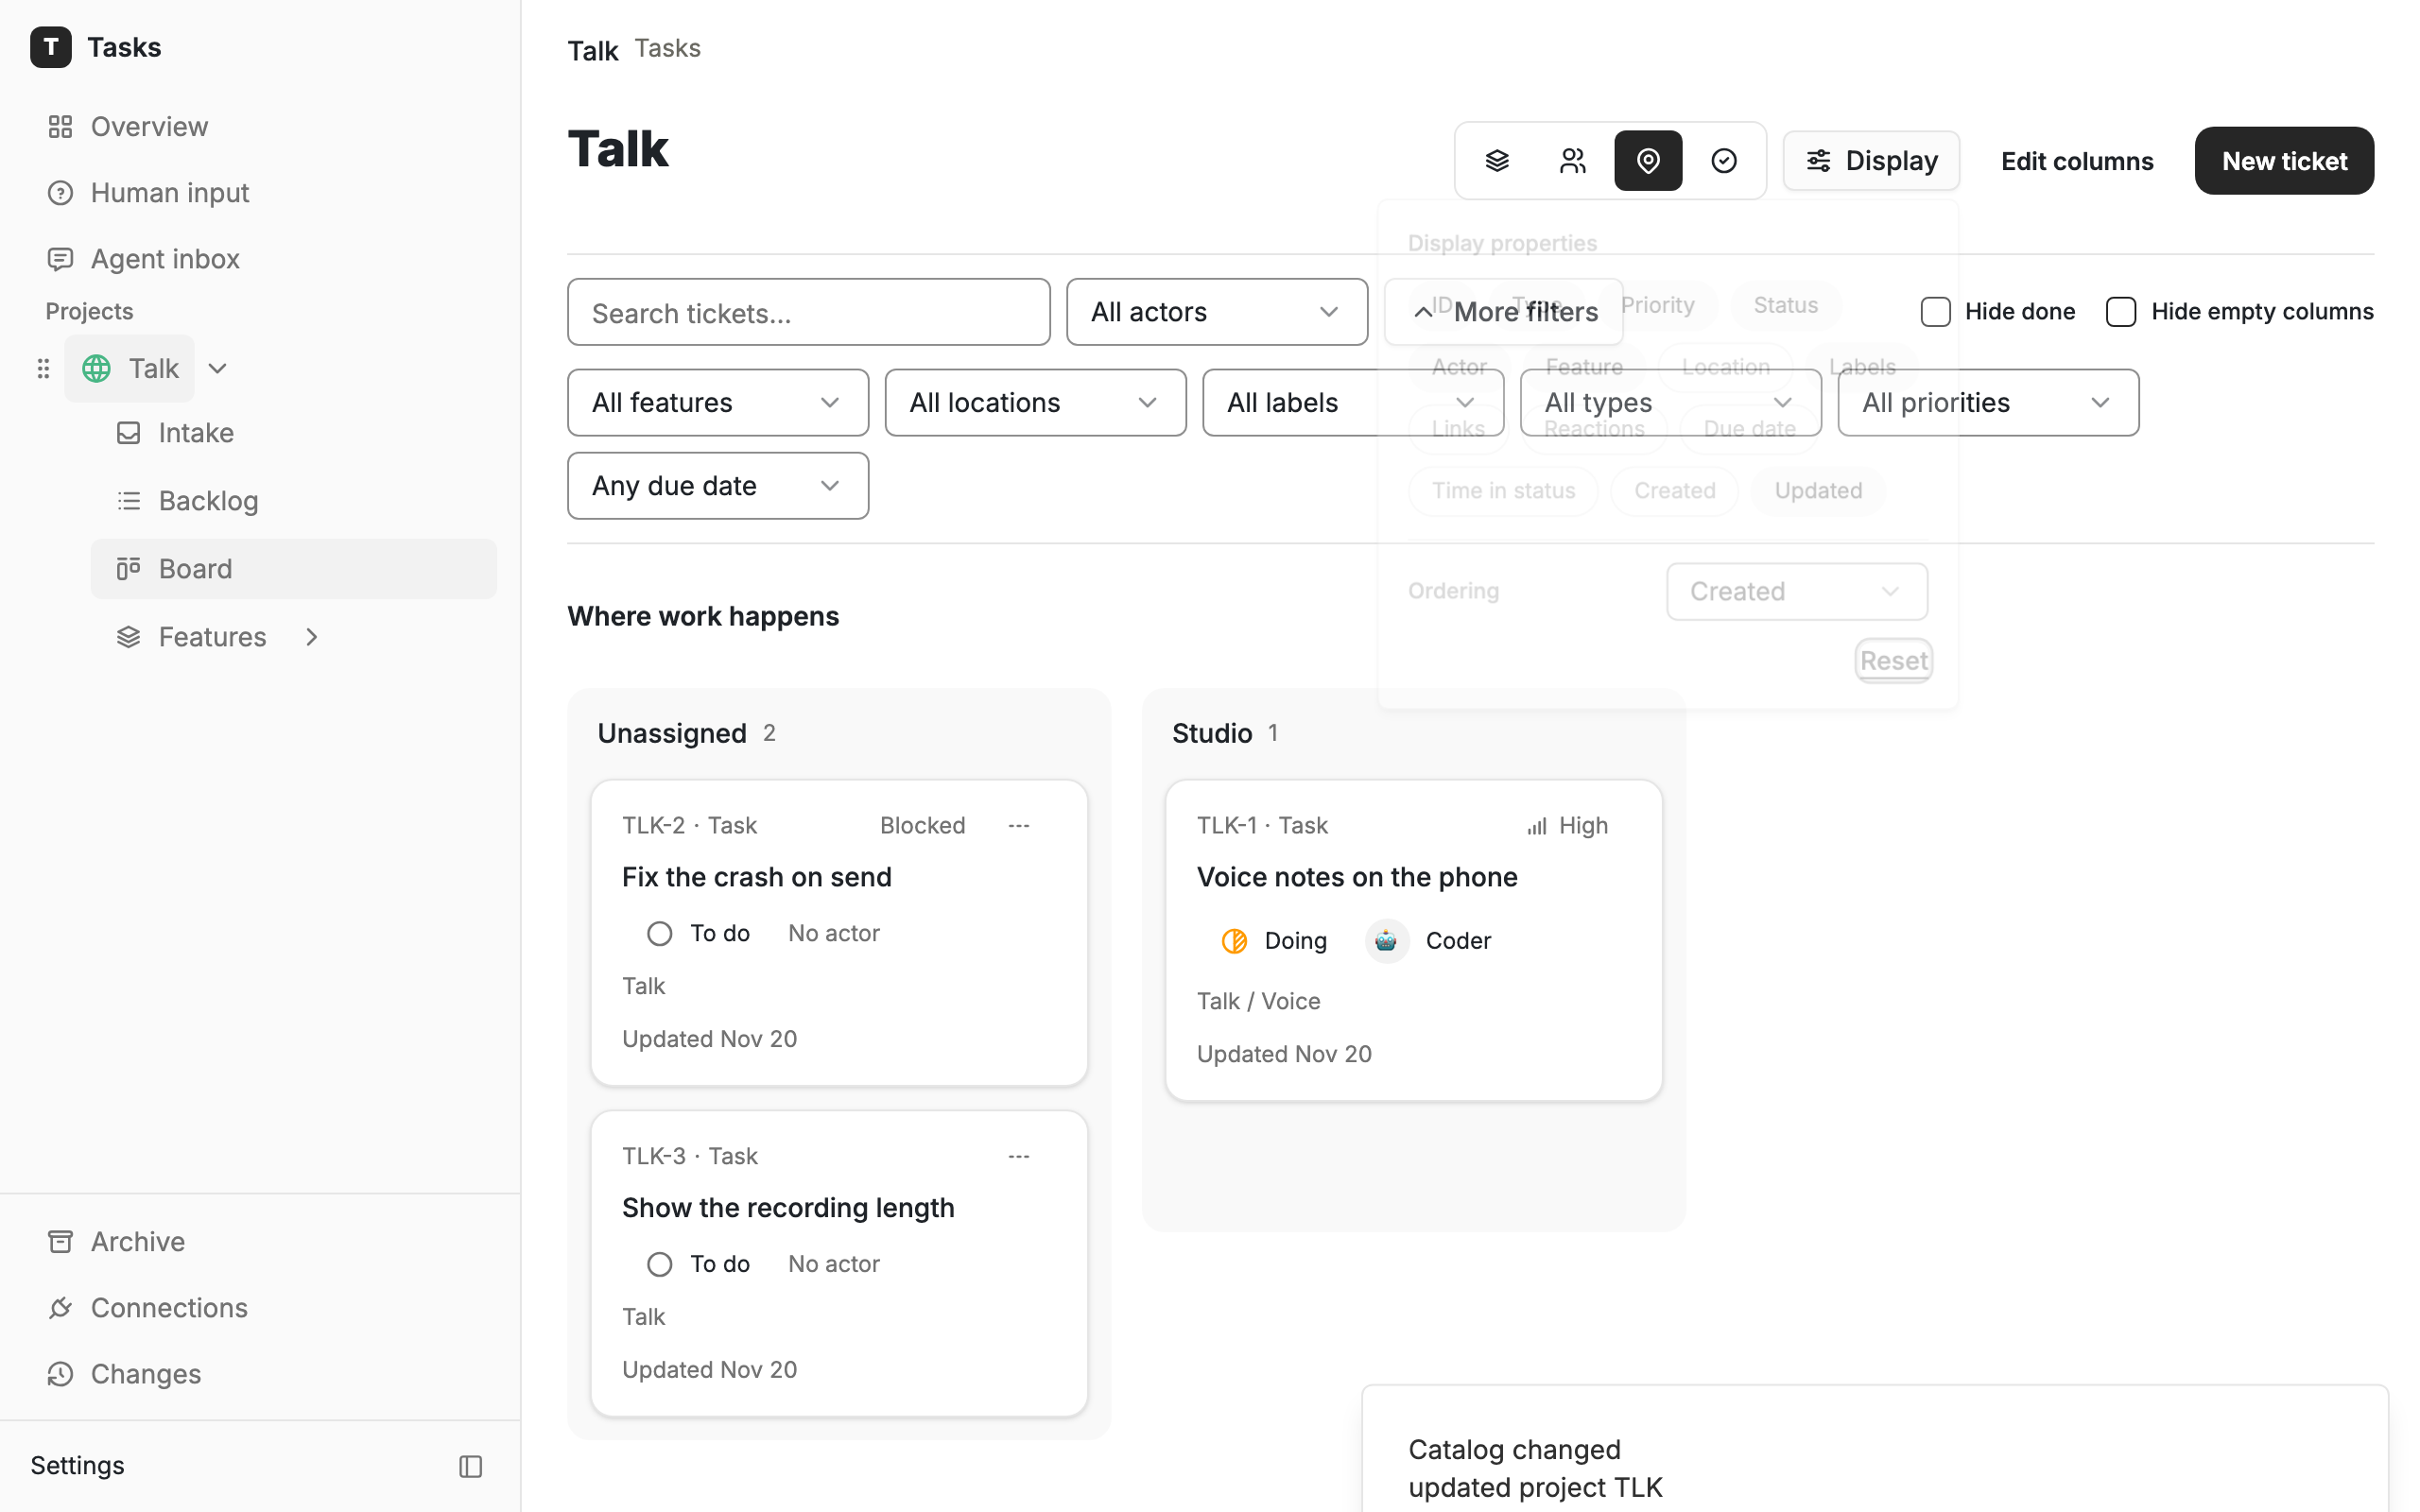 T Tasks
Overview
Human input
Agent inbox
Projects
Talk
Intake
Backlog
Board
Features
Archive
Connections
Changes
Settings
Talk Tasks
Talk
Display
Edit columns
New ticket
Display properties
Search tickets...
All actors
More filters
Hide done
Hide empty columns
ID
Type
Priority
Status
Actor
Feature
Location
Labels
All features
All locations
All labels
All types
All priorities
Links
Reactions
Due date
Any due date
Time in status
Created
Updated
Ordering
Created
Reset
Where work happens
Unassigned 2
TLK-2 · Task Blocked
Fix the crash on send
To do No actor
Talk
Updated Nov 20
TLK-3 · Task
Show the recording length
To do No actor
Talk
Updated Nov 20
Studio 1
TLK-1 · Task High
Voice notes on the phone
Doing Coder
Talk / Voice
Updated Nov 20
Catalog changed
updated project TLK